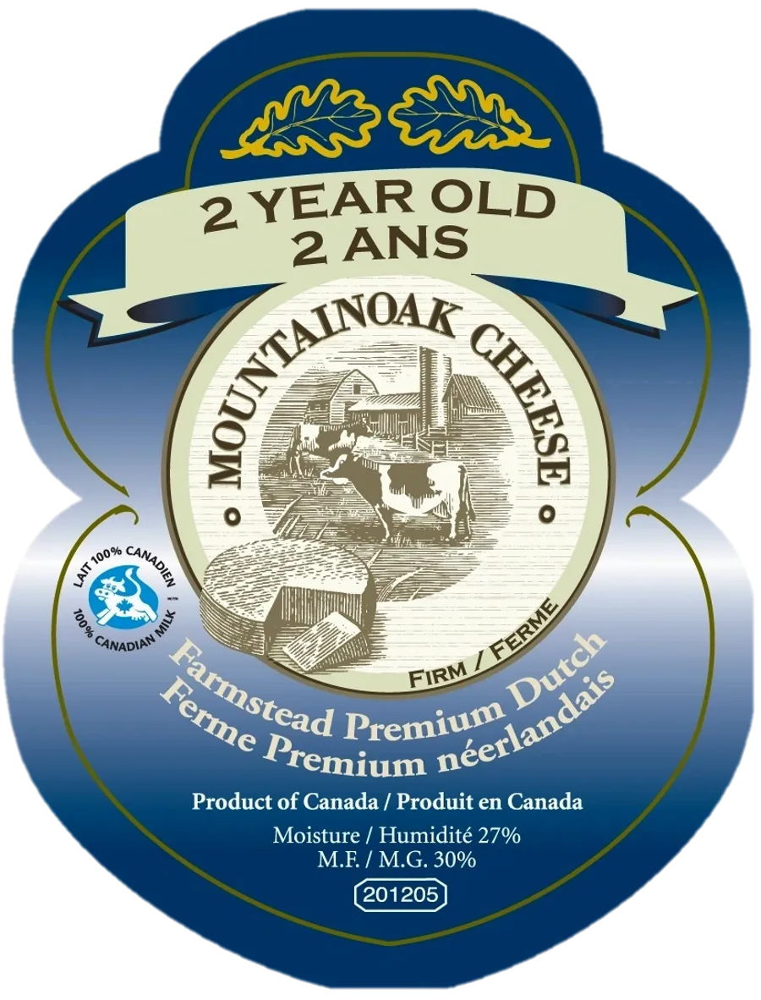 2 YEAR OLD
2 ANS
MOUNTAINOAK CHEESE
LAIT 100% CANADIEN
100% CANADIAN MILK
FIRM / FERME
Farmstead Premium Dutch
Ferme Premium néerlandais
Product of Canada / Produit en Canada
Moisture / Humidité 27%
M.F. / M.G. 30%
201205